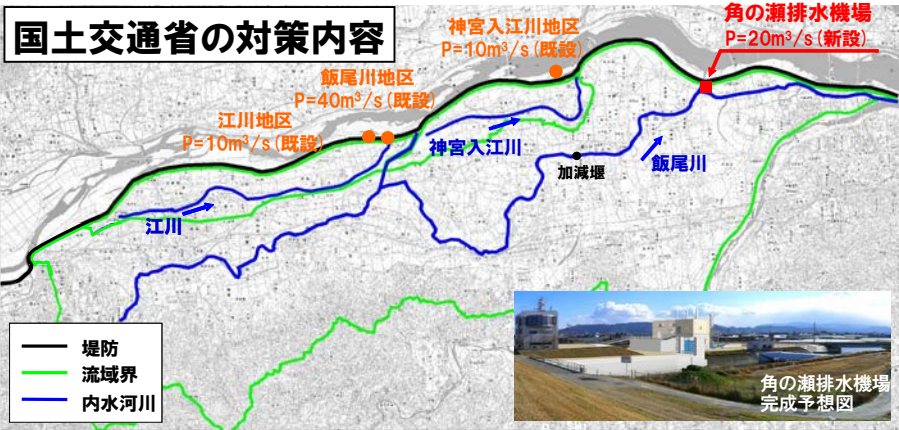 国土交通省の対策内容
神宮入江川地区
P=10m³/s(既設)
角の瀬排水機場
P=20m³/s(新設)
飯尾川地区
P=40m³/s(既設)
江川地区
P=10m³/s(既設)
神宮入江川
加減堰
飯尾川
江川
堤防
流域界
内水河川
角の瀬排水機場
完成予想図